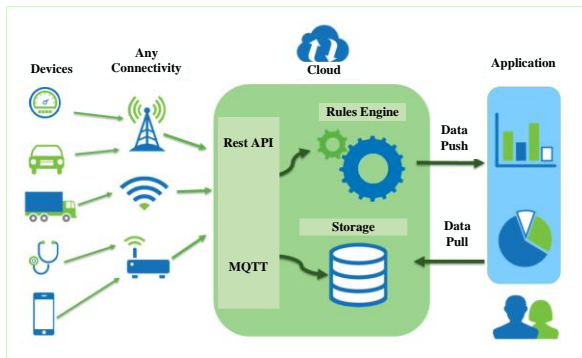 Devices
Any
Connectivity
Cloud
Application
Rest API
MQTT
Rules Engine
Storage
Data
Push
Data
Pull